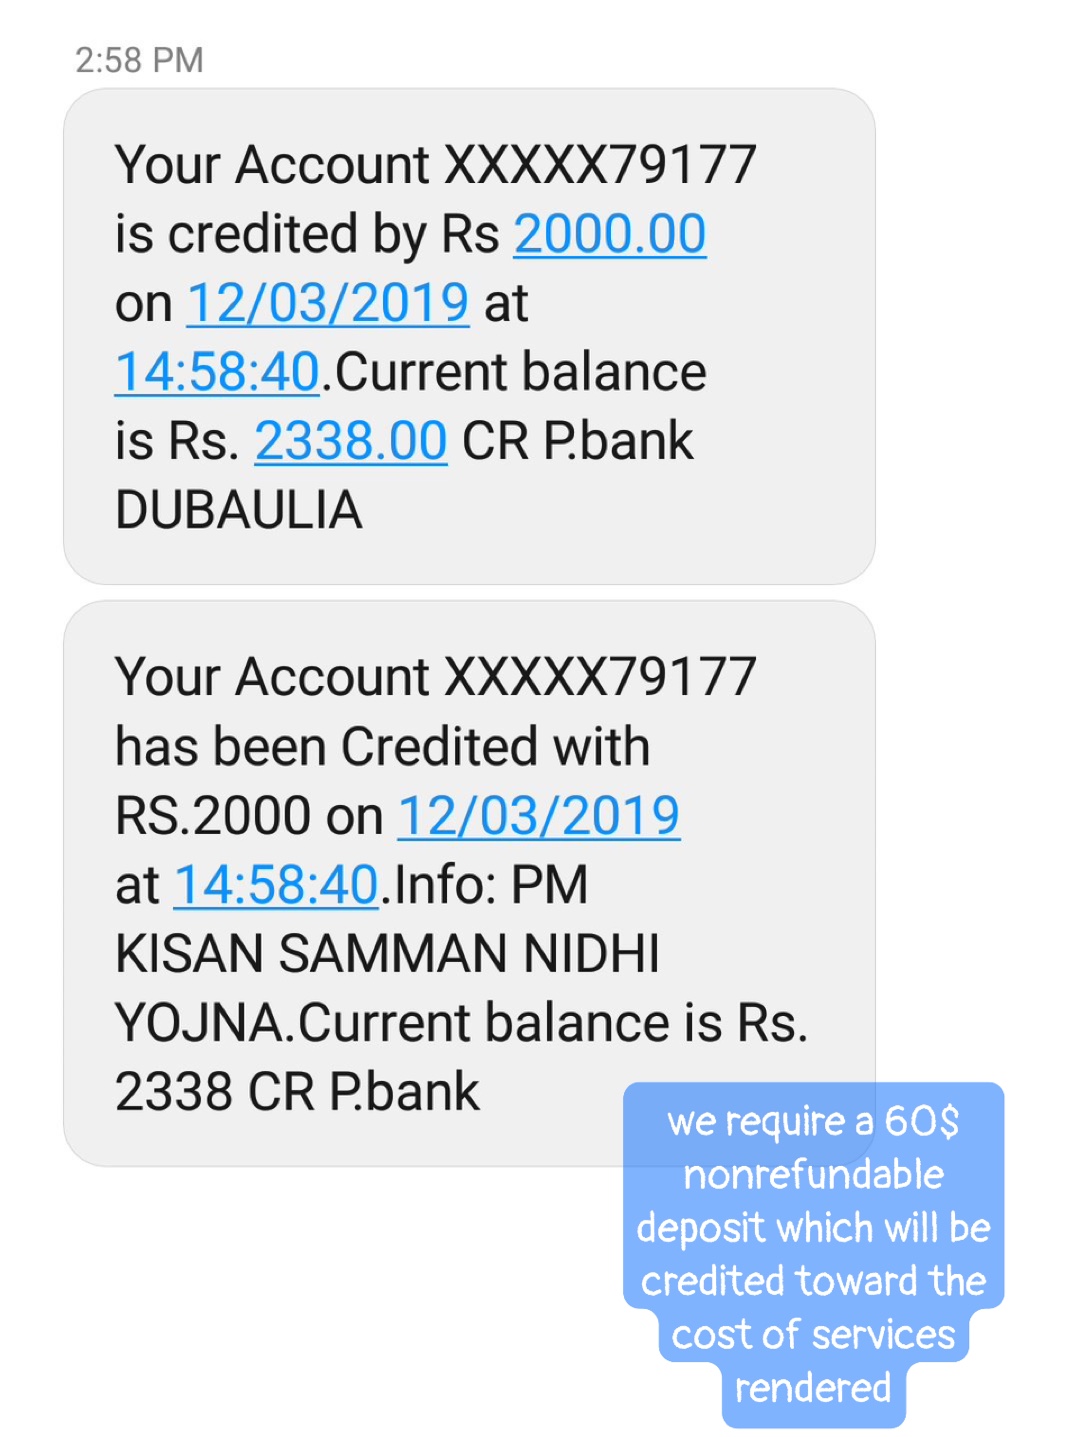 2:58 PM
Your Account XXXXX79177
is credited by Rs 2000.00
on 12/03/2019 at
14:58:40.Current balance
is Rs. 2338.00 CR P.bank
DUBAULIA
Your Account XXXXX79177
has been Credited with
RS.2000 on 12/03/2019
at 14:58:40.Info: PM
KISAN SAMMAN NIDHI
YOJNA.Current balance is Rs.
2338 CR P.bank
we require a 60$
nonrefundable
deposit which will be
credited toward the
cost of services
rendered